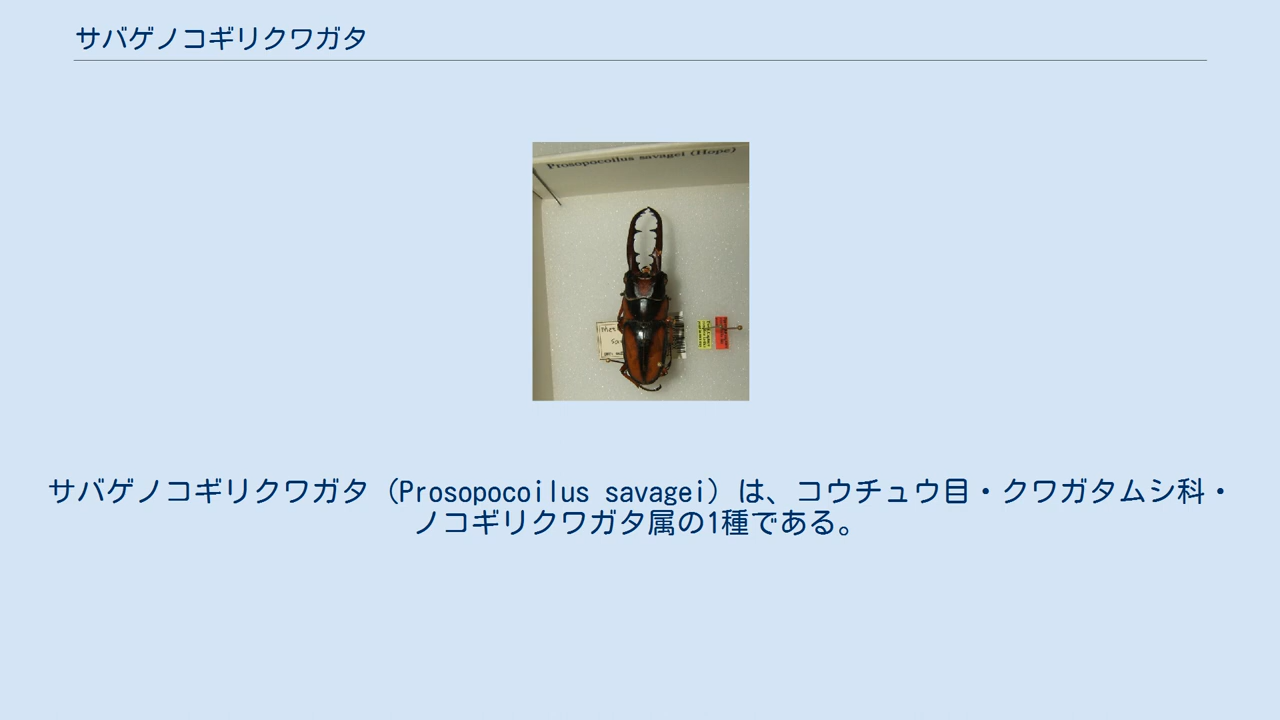 サバゲノコギリクワガタ
Prosopocoilus savagei (Hope)
サバゲノコギリクワガタ（Prosopocoilus savagei）は、コウチュウ目・クワガタムシ科・
ノコギリクワガタ属の1種である。